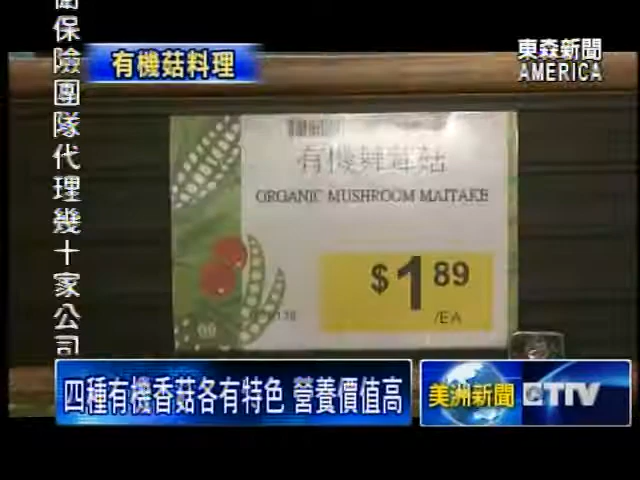 衛保險團隊代理幾十家公司
有機菇料理
東森新聞
AMERICA
有機舞茸菇
ORGANIC MUSHROOM MAITAKE
$1.89
/EA
四種有機香菇各有特色 營養價值高
美洲新聞
ETTV